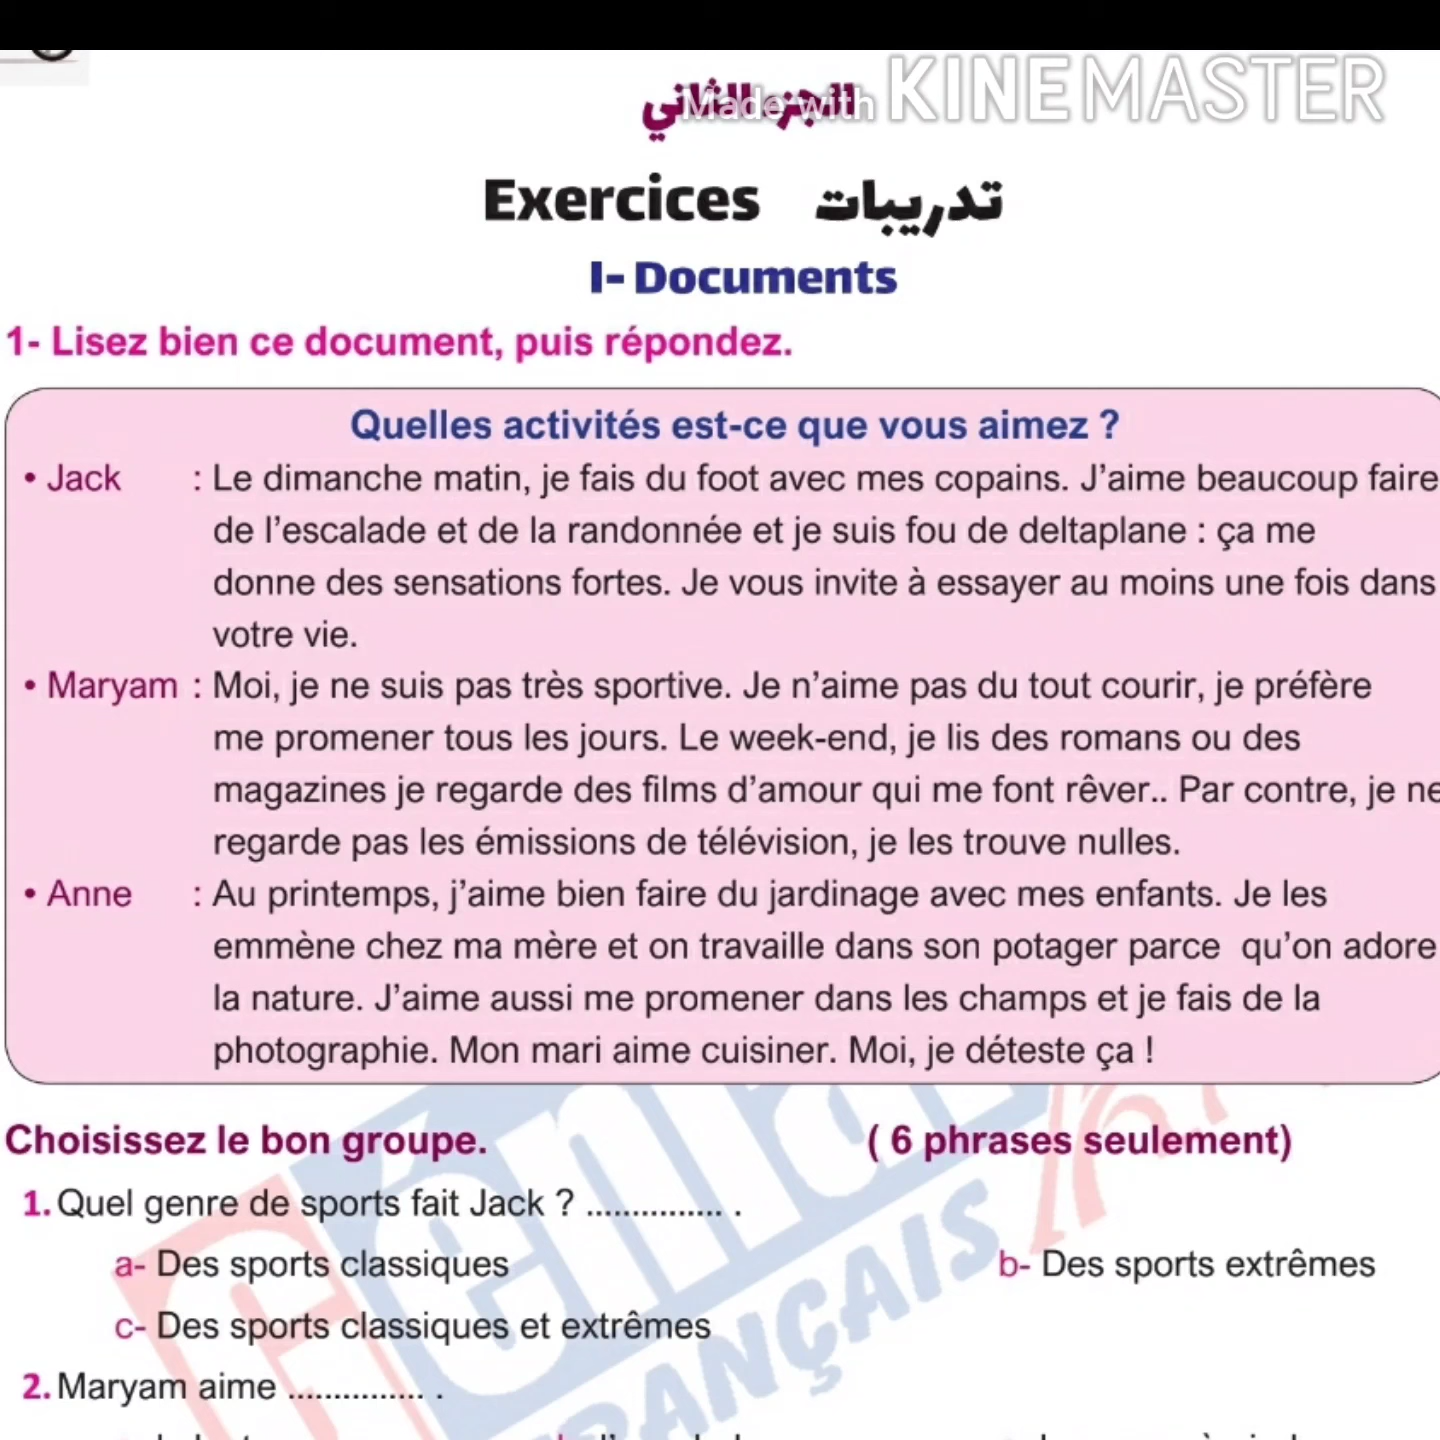 الجزء الثاني
Made with KINEMASTER
Exercices تدريبات
I- Documents
1- Lisez bien ce document, puis répondez.
Quelles activités est-ce que vous aimez ?
• Jack : Le dimanche matin, je fais du foot avec mes copains. J’aime beaucoup faire
de l’escalade et de la randonnée et je suis fou de deltaplane : ça me
donne des sensations fortes. Je vous invite à essayer au moins une fois dans
votre vie.
• Maryam : Moi, je ne suis pas très sportive. Je n’aime pas du tout courir, je préfère
me promener tous les jours. Le week-end, je lis des romans ou des
magazines je regarde des films d’amour qui me font rêver.. Par contre, je ne
regarde pas les émissions de télévision, je les trouve nulles.
• Anne : Au printemps, j’aime bien faire du jardinage avec mes enfants. Je les
emmène chez ma mère et on travaille dans son potager parce qu’on adore
la nature. J’aime aussi me promener dans les champs et je fais de la
photographie. Mon mari aime cuisiner. Moi, je déteste ça !
Choisissez le bon groupe. ( 6 phrases seulement)
1. Quel genre de sports fait Jack ? ............... .
a- Des sports classiques b- Des sports extrêmes
c- Des sports classiques et extrêmes
2. Maryam aime ............... .
FRANÇAIS